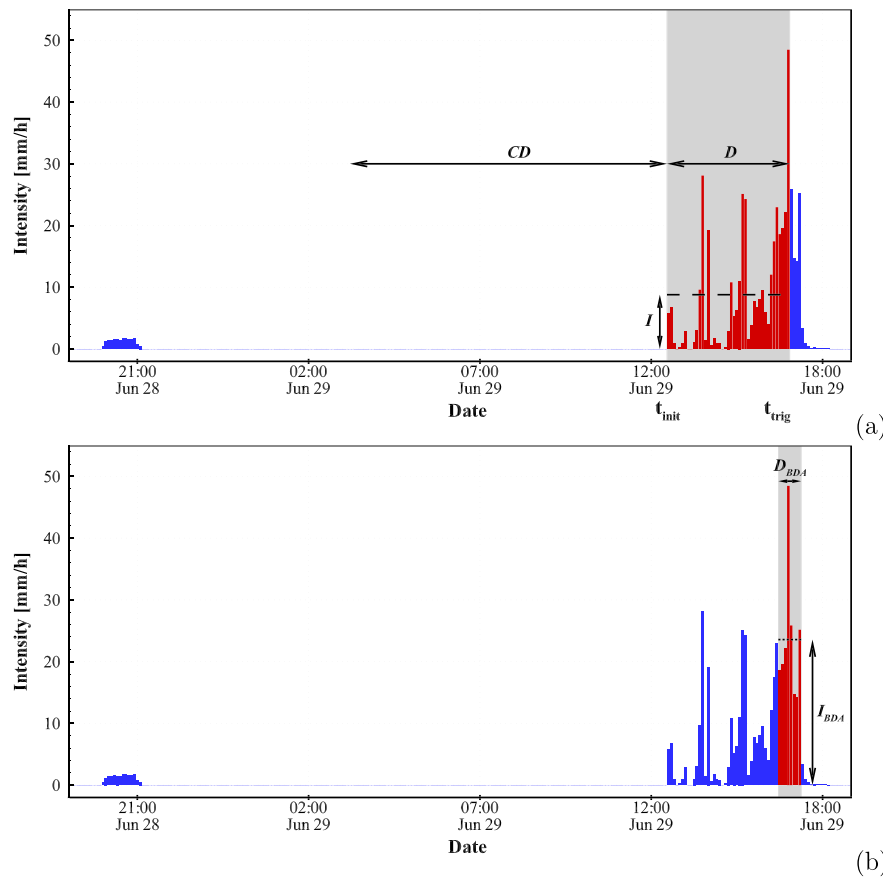 50
40
30
20
10
0
Intensity [mm/h]
CD
D
I
21:00
Jun 28
02:00
Jun 29
07:00
Jun 29
12:00
Jun 29
18:00
Jun 29
Date
t_init
t_trig
(a)
50
40
30
20
10
0
Intensity [mm/h]
D_BDA
I_BDA
21:00
Jun 28
02:00
Jun 29
07:00
Jun 29
12:00
Jun 29
18:00
Jun 29
Date
(b)